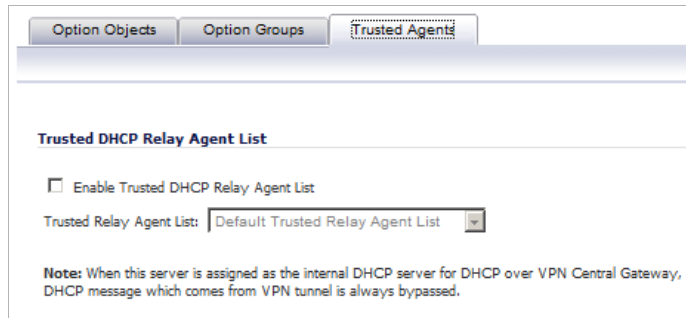 Option Objects Option Groups Trusted Agents
Trusted DHCP Relay Agent List
Enable Trusted DHCP Relay Agent List
Trusted Relay Agent List: Default Trusted Relay Agent List
Note: When this server is assigned as the internal DHCP server for DHCP over VPN Central Gateway,
DHCP message which comes from VPN tunnel is always bypassed.